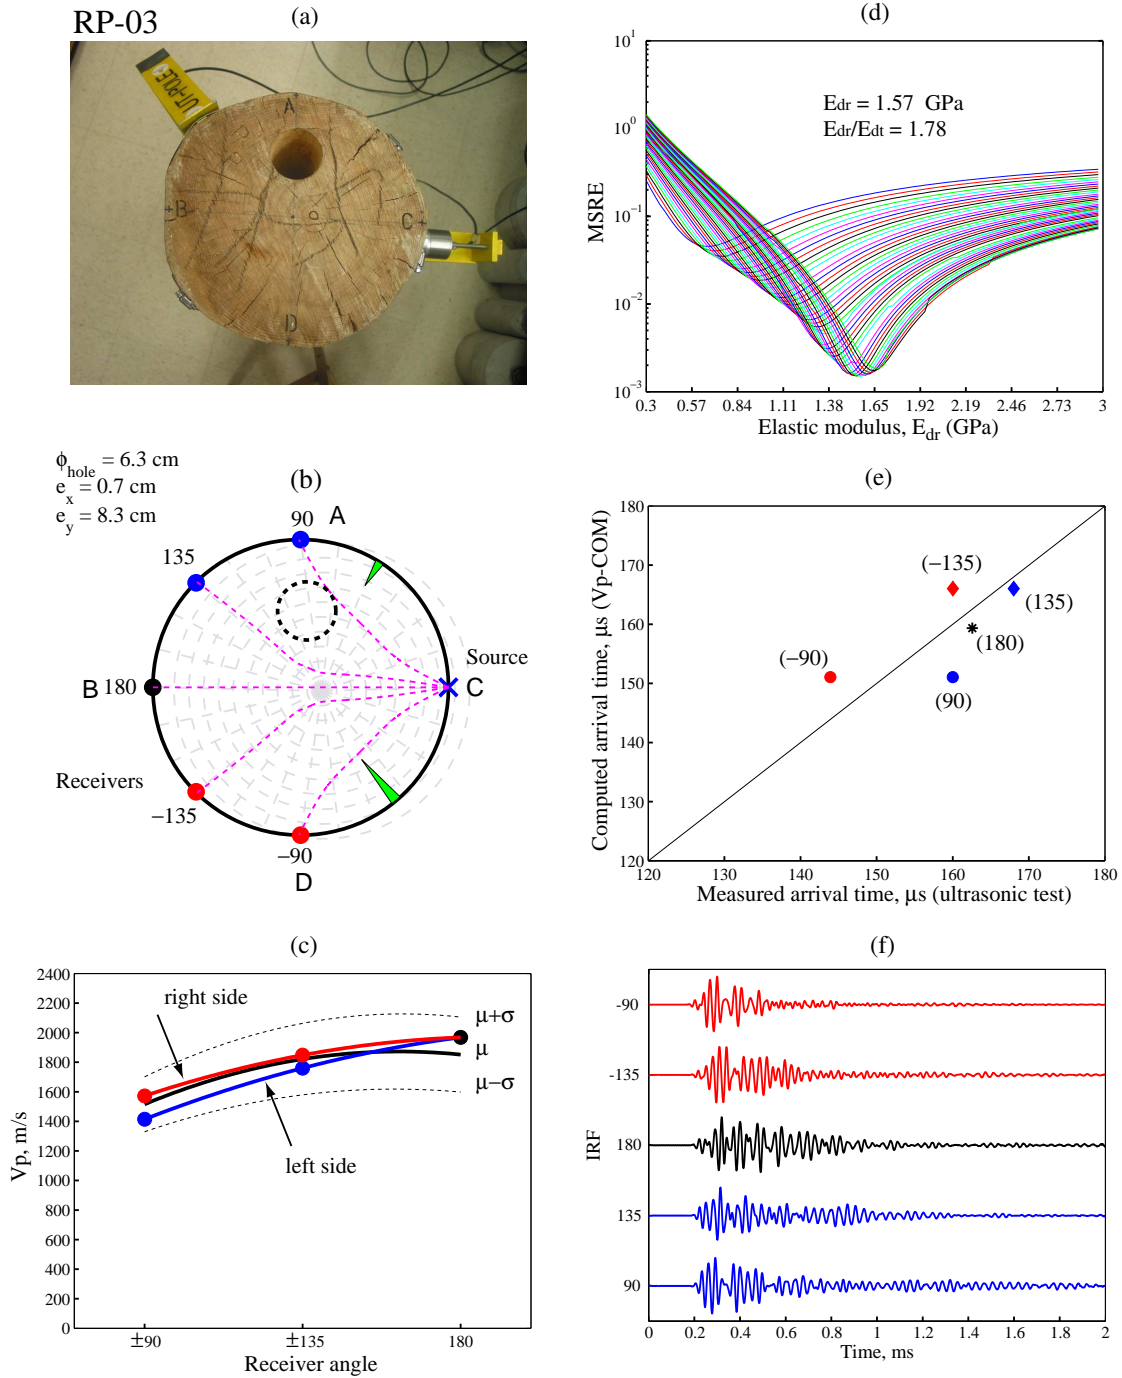 RP-03
(a)
UT-POLE
A
B
C
D
(b)
ϕhole = 6.3 cm
ex = 0.7 cm
ey = 8.3 cm
90
A
135
Source
B
180
C
Receivers
−135
−90
D
(c)
2400
2200
2000
1800
1600
1400
1200
1000
800
600
400
200
0
Vp, m/s
right side
left side
μ+σ
μ
μ−σ
±90
±135
180
Receiver angle
(d)
10^1
10^0
10^−1
10^−2
10^−3
MSRE
Edr = 1.57 GPa
Edr/Edt = 1.78
0.3
0.57
0.84
1.11
1.38
1.65
1.92
2.19
2.46
2.73
3
Elastic modulus, Edr (GPa)
(e)
180
170
160
150
140
130
120
Computed arrival time, μs (Vp-COM)
(−135)
(135)
(180)
(−90)
(90)
120
130
140
150
160
170
180
Measured arrival time, μs (ultrasonic test)
(f)
-90
-135
180
135
90
IRF
0
0.2
0.4
0.6
0.8
1
1.2
1.4
1.6
1.8
2
Time, ms